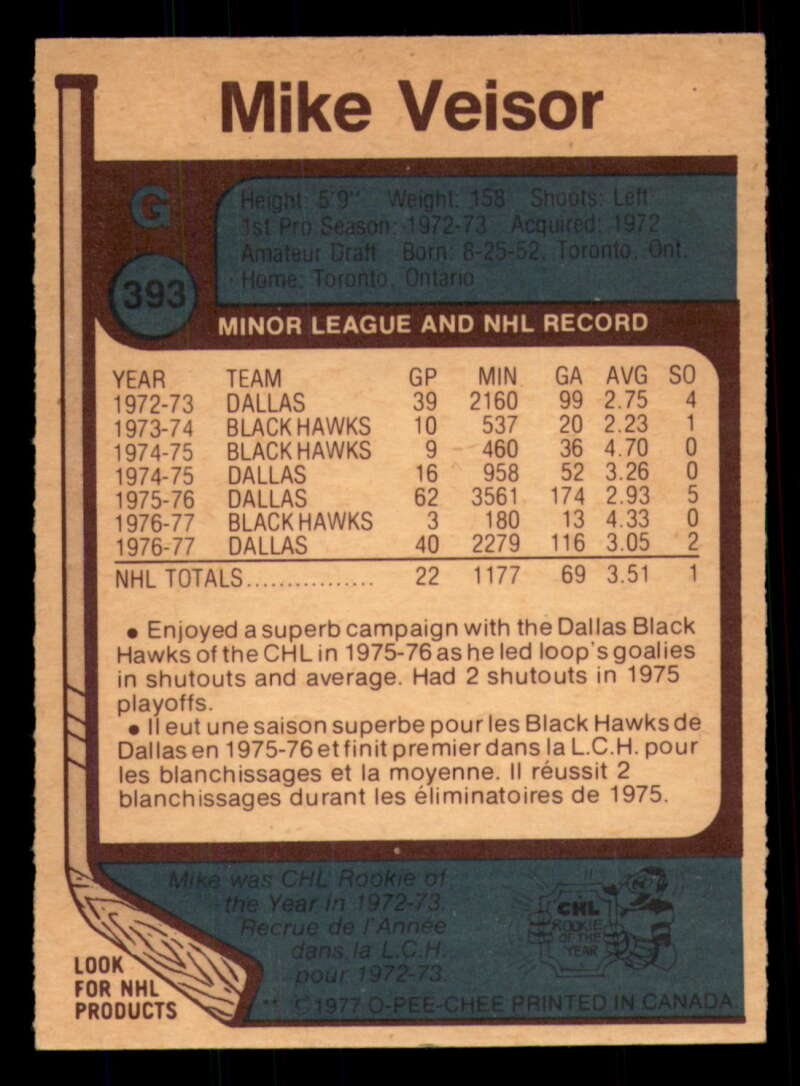 Mike Veisor
G
Height: 5'9" Weight: 158 Shoots: Left
1st Pro Season: 1972-73 Acquired: 1972
Amateur Draft Born: 8-25-52, Toronto, Ont.
Home: Toronto, Ontario
393
MINOR LEAGUE AND NHL RECORD
YEAR TEAM GP MIN. GA AVG SO
1972-73 DALLAS 39 2160 99 2.75 4
1973-74 BLACK HAWKS 10 537 20 2.23 1
1974-75 BLACK HAWKS 9 460 36 4.70 0
1974-75 DALLAS 16 958 52 3.26 0
1975-76 DALLAS 62 3561 174 2.93 5
1976-77 BLACK HAWKS 3 180 13 4.33 0
1976-77 DALLAS 40 2279 116 3.05 2
NHL TOTALS................ 22 1177 69 3.51 1
• Enjoyed a superb campaign with the Dallas Black
Hawks of the CHL in 1975-76 as he led loop's goalies
in shutouts and average. Had 2 shutouts in 1975
playoffs.
• Il eut une saison superbe pour les Black Hawks de
Dallas en 1975-76 et finit premier dans la L.C.H. pour
les blanchissages et la moyenne. Il réussit 2
blanchissages durant les éliminatoires de 1975.
Mike was CHL Rookie of
the Year in 1972-73.
Recrue de l'Année
dans la L.C.H.
pour 1972-73.
CHL
ROOKIE
OF THE
YEAR
LOOK
FOR NHL
PRODUCTS
** ©1977 O-PEE-CHEE PRINTED IN CANADA.